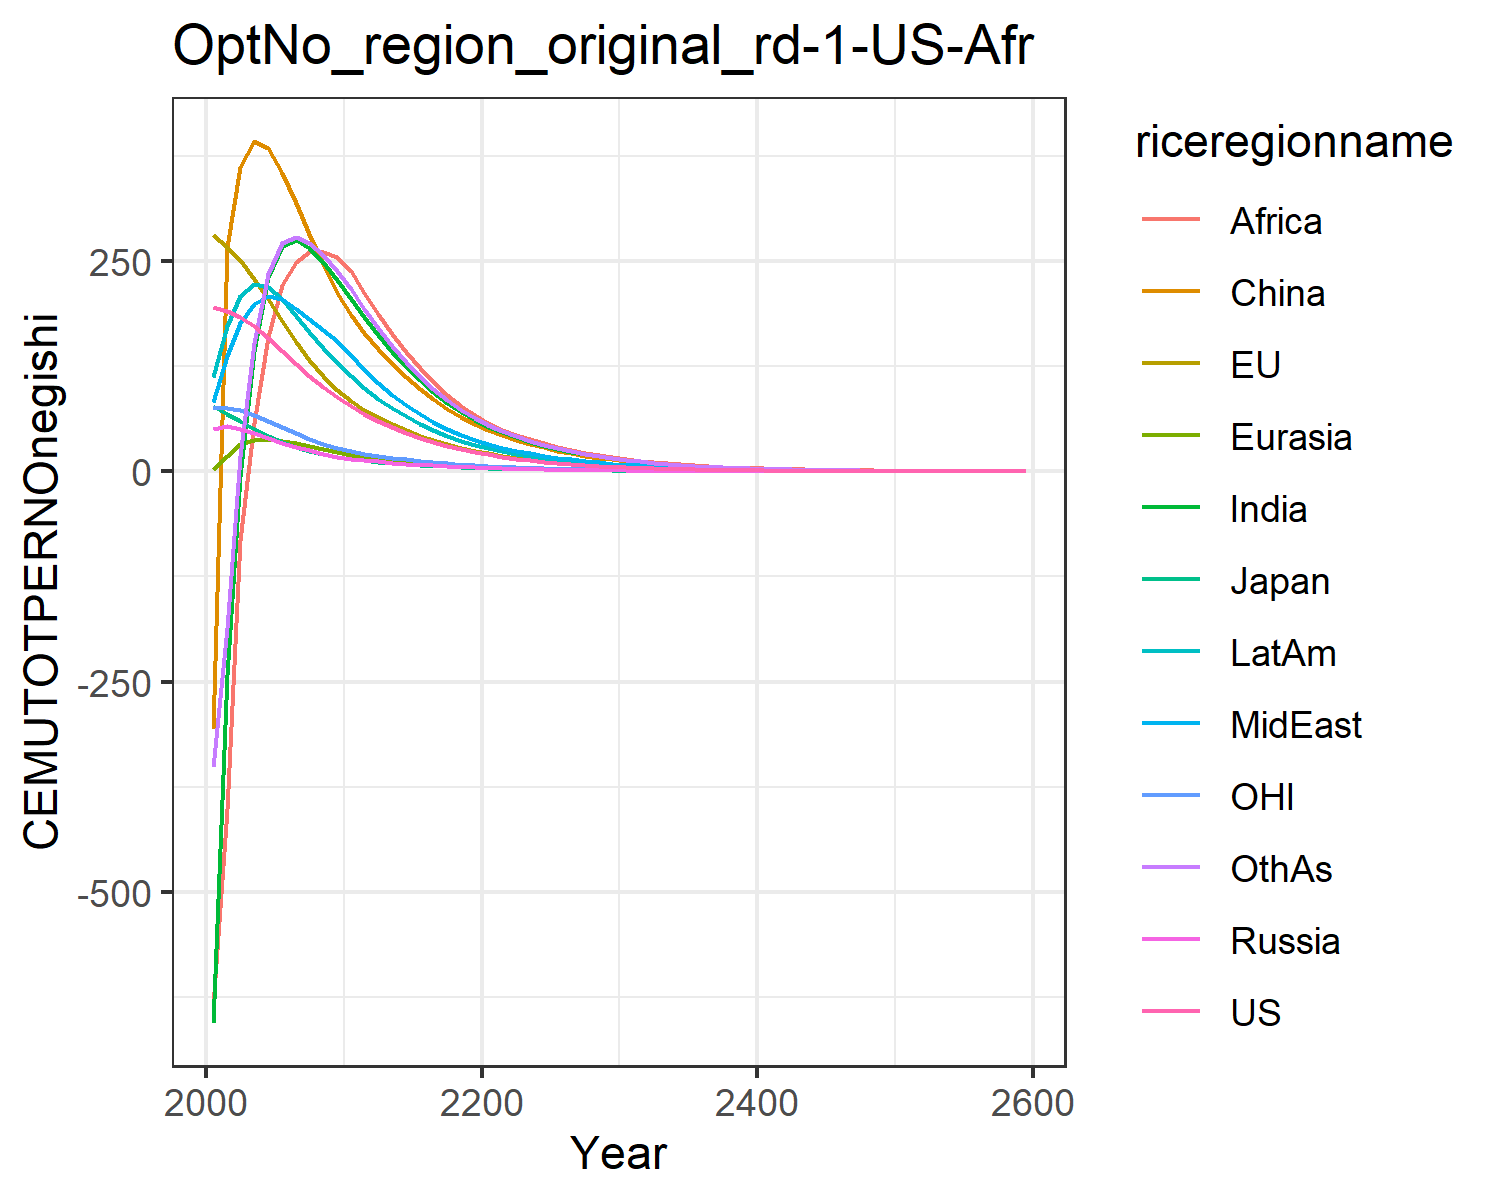 OptNo_region_original_rd-1-US-Afr
CEMUTOTPERNOnegishi
250
0
-250
-500
2000
2200
2400
2600
Year
riceregionname
Africa
China
EU
Eurasia
India
Japan
LatAm
MidEast
OHI
OthAs
Russia
US